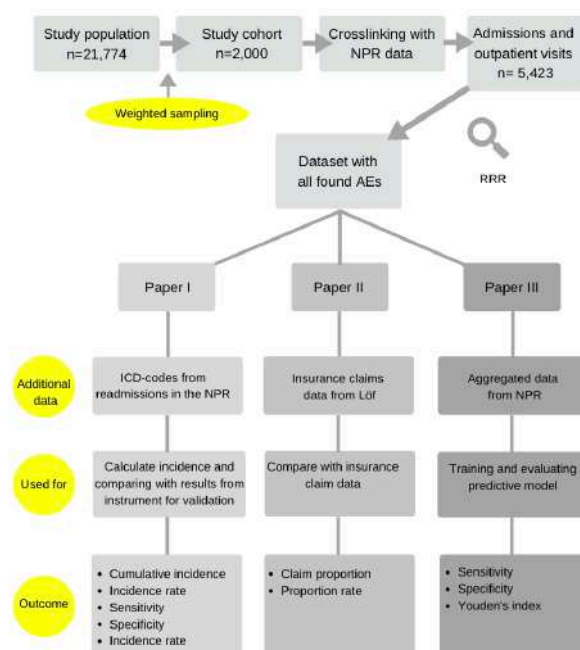 Study population
n=21,774
Study cohort
n=2,000
Crosslinking with
NPR data
Admissions and
outpatient visits
n= 5,423
Weighted sampling
RRR
Dataset with
all found AEs
Paper I
Paper II
Paper III
Additional
data
ICD-codes from
readmissions in the NPR
Insurance claims
data from Löf
Aggregated data
from NPR
Used for
Calculate incidence and
comparing with results from
instrument for validation
Compare with insurance
claim data
Training and evaluating
predictive model
Outcome
• Cumulative incidence
• Incidence rate
• Sensitivity
• Specificity
• Incidence rate
• Claim proportion
• Proportion rate
• Sensitivity
• Specificity
• Youden's index